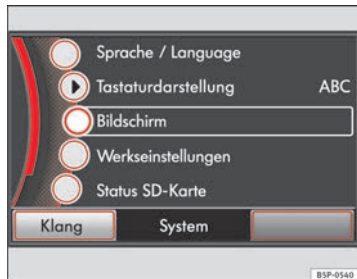 Sprache / Language
Tastaturdarstellung ABC
Bildschirm
Werkseinstellungen
Status SD-Karte
Klang System
B5P-0540